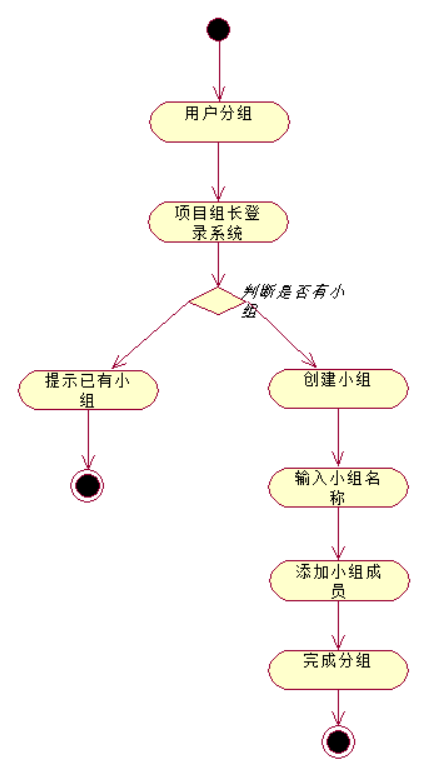 用户分组
项目组长登
录系统
判断是否有小
组
提示已有小
组
创建小组
输入小组名
称
添加小组成
员
完成分组